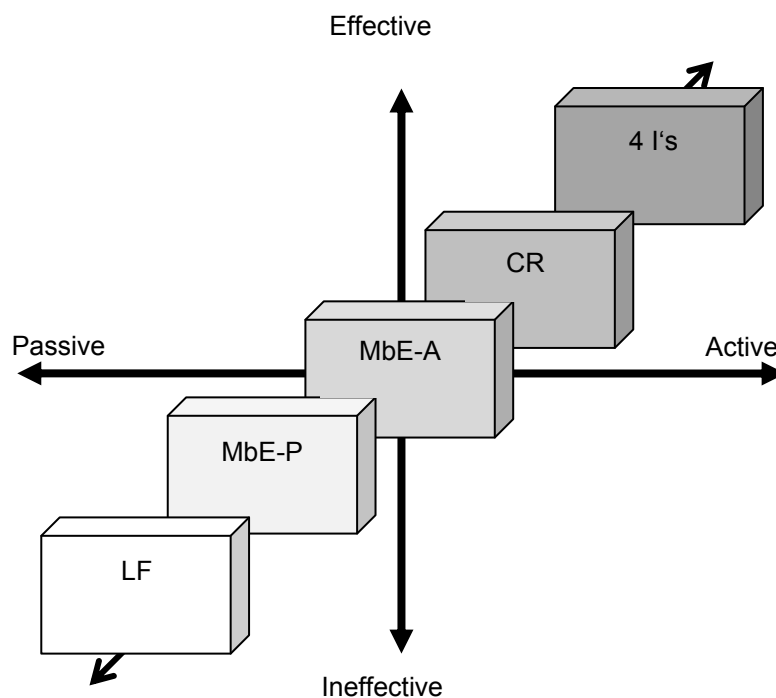 Effective
4 I‘s
CR
MbE-A
Passive
Active
MbE-P
LF
Ineffective